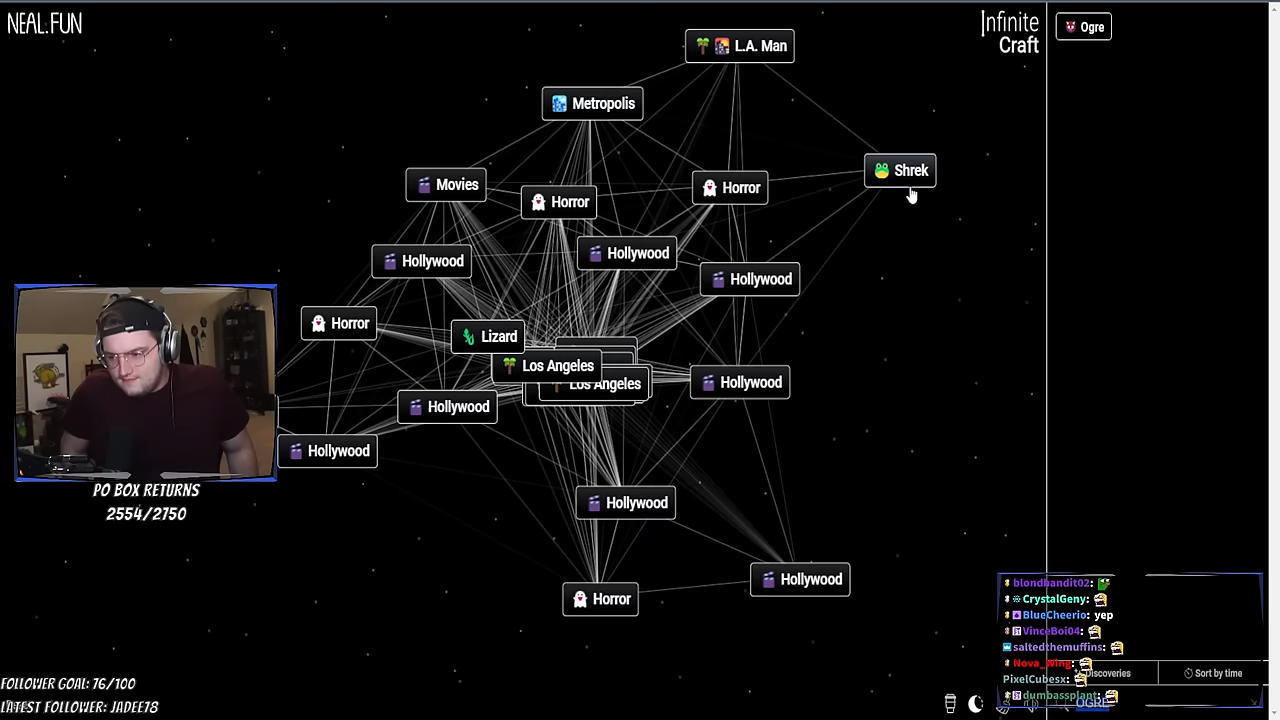 NEAL.FUN
Infinite
Craft
Ogre
L.A. Man
Metropolis
Shrek
Movies
Horror
Horror
Hollywood
Hollywood
Hollywood
Horror
Lizard
Los Angeles
Los Angeles
Hollywood
Hollywood
Hollywood
Hollywood
Horror
Hollywood
PO BOX RETURNS
2554/2750
FOLLOWER GOAL: 76/100
LATEST FOLLOWER: JADEE78
blondbandit02:
CrystalGeny:
BlueCheerio: yep
VinceBoi04:
saltedthemuffins:
Nova_Wing:
PixelCubesx:
dumbassplant:
Discoveries
Sort by time
OGRE